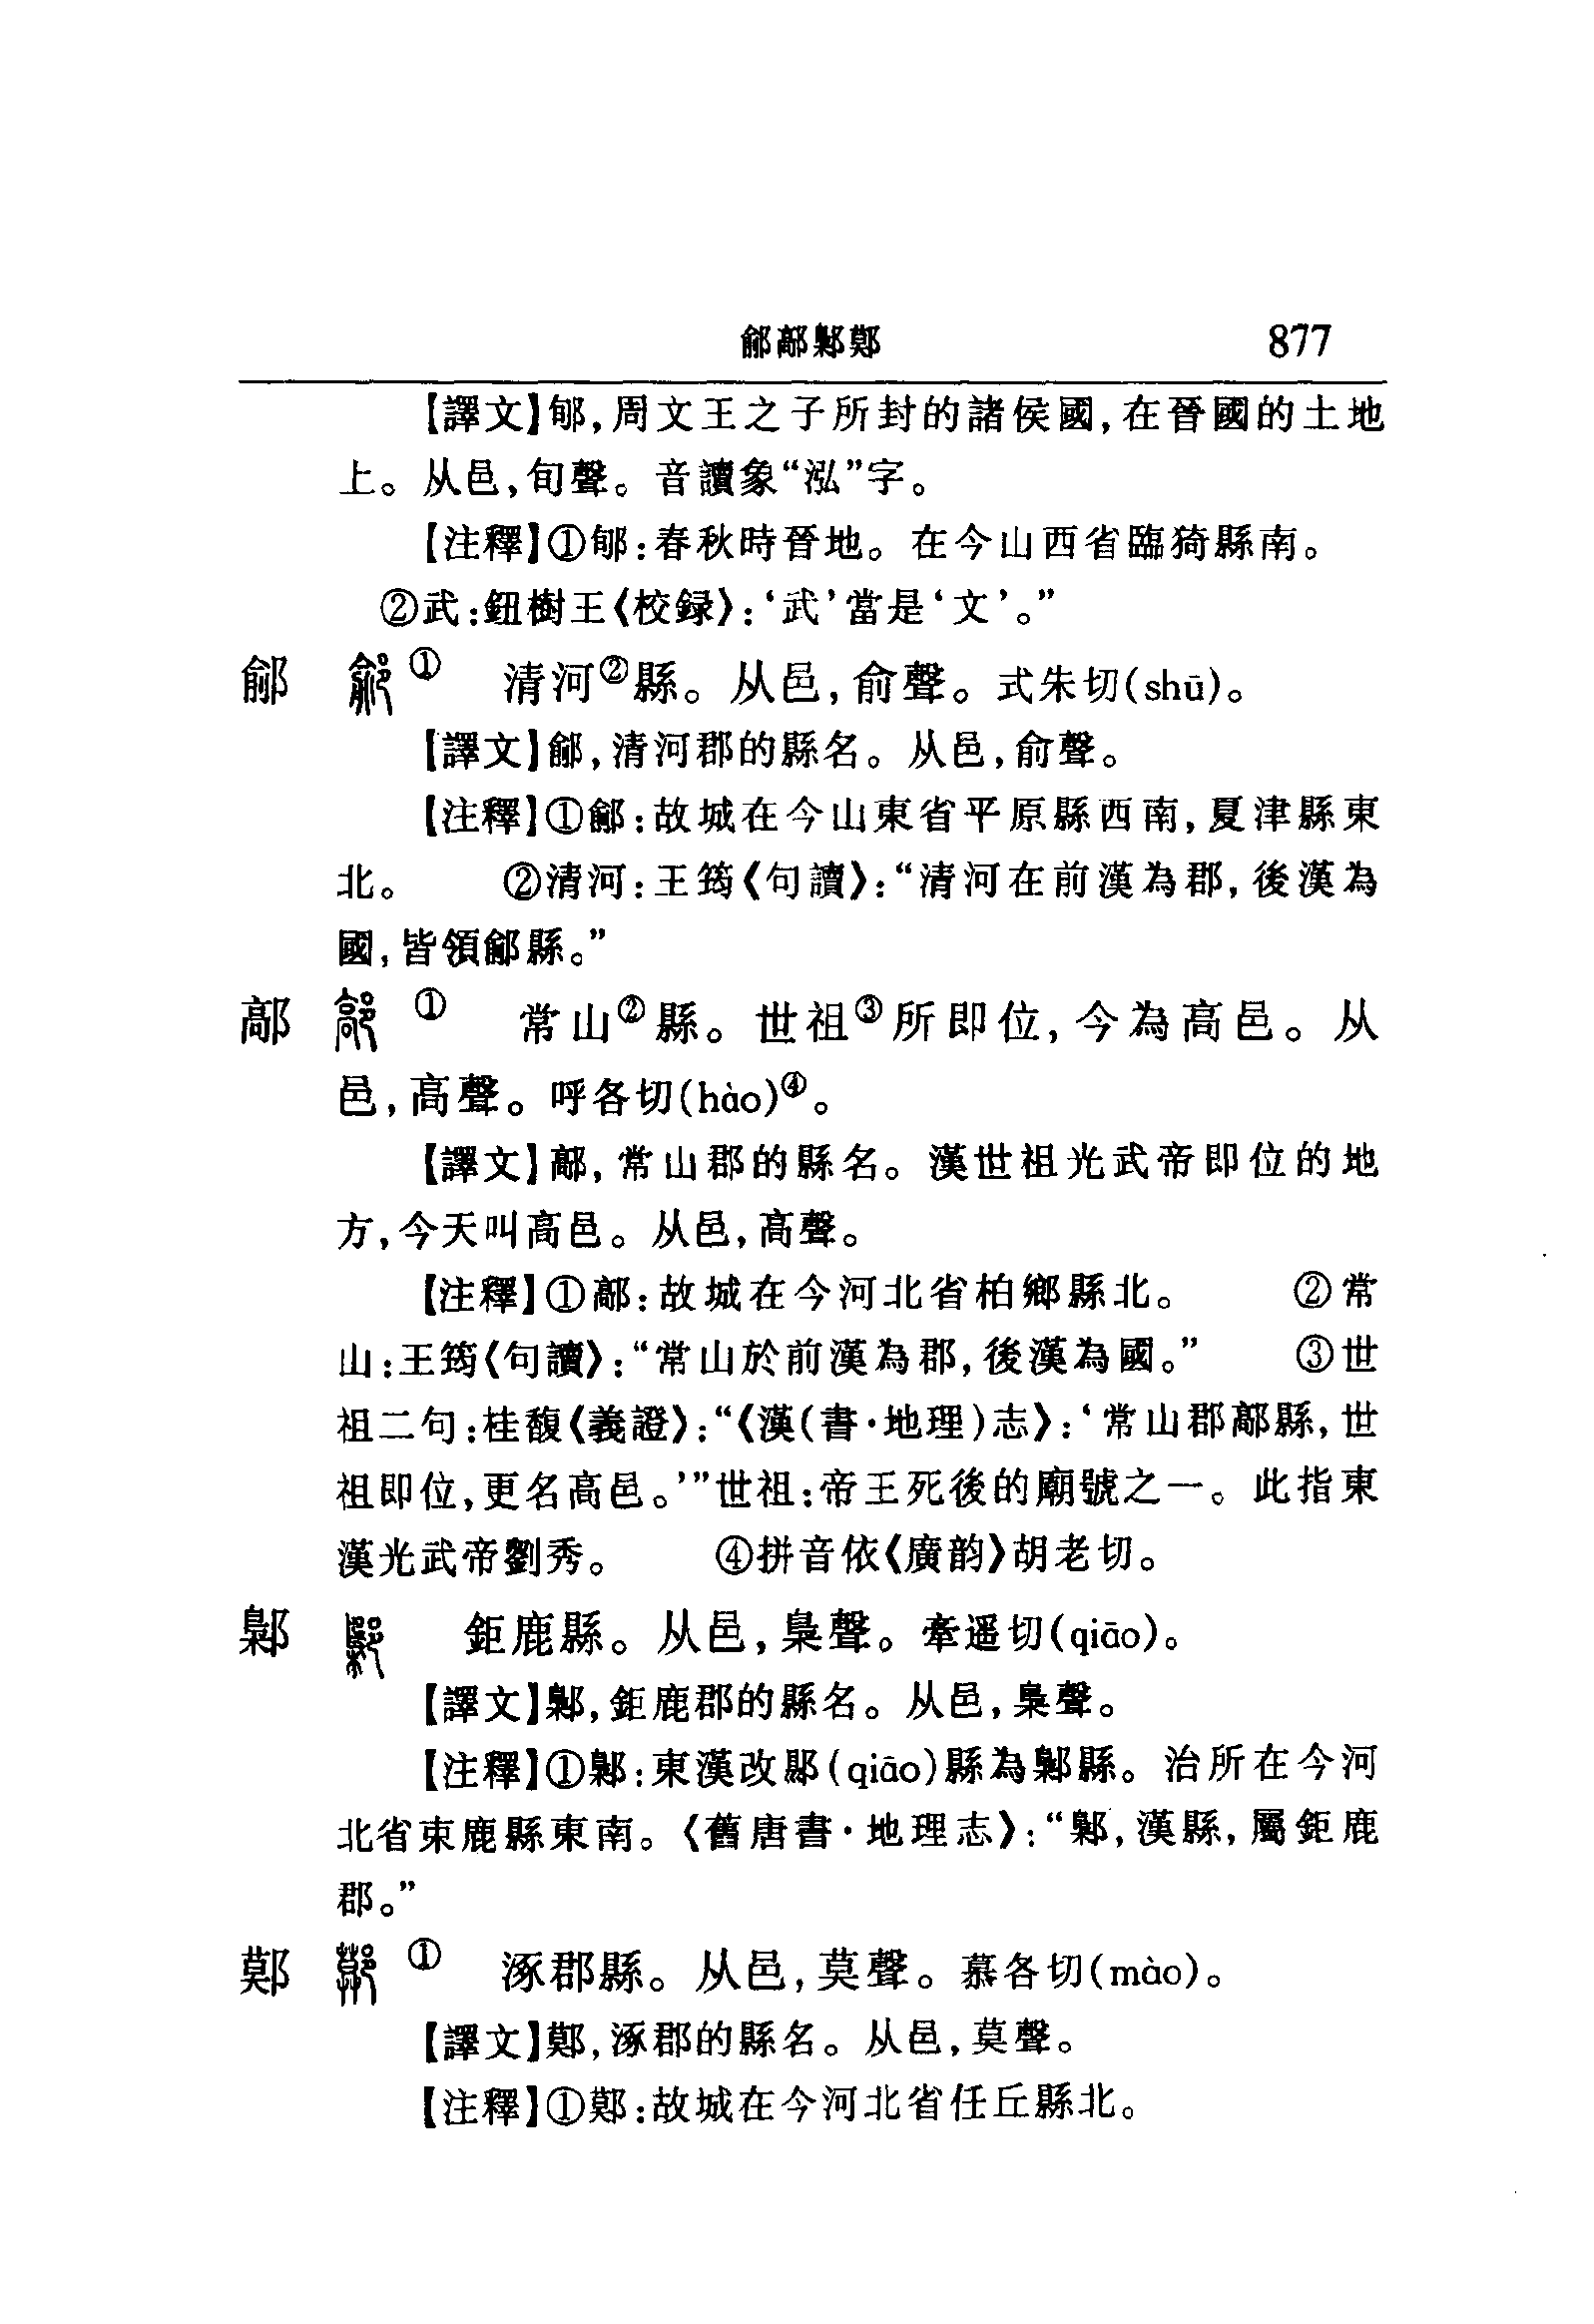 鄃鄗鄡鄚 877
【譯文】郇,周文王之子所封的諸侯國,在晉國的土地
上。从邑,旬聲。音讀象“泓”字。
【注釋】①郇:春秋時晉地。在今山西省臨猗縣南。
②武:鈕樹王《校録》:‘武’當是‘文’。”
鄃 ① 清河②縣。从邑,俞聲。式朱切(shū)。
【譯文】鄃,清河郡的縣名。从邑,俞聲。
【注釋】①鄃:故城在今山東省平原縣西南,夏津縣東
北。 ②清河:王筠《句讀》:“清河在前漢為郡,後漢為
國,皆領鄃縣。”
鄗 ① 常山②縣。世祖③所即位,今為高邑。从
邑,高聲。呼各切(hào)④。
【譯文】鄗,常山郡的縣名。漢世祖光武帝即位的地
方,今天叫高邑。从邑,高聲。
【注釋】①鄗:故城在今河北省柏鄉縣北。 ②常
山:王筠《句讀》:“常山於前漢為郡,後漢為國。” ③世
祖二句:桂馥《義證》:“《漢(書·地理)志》:‘常山郡鄗縣,世
祖即位,更名高邑。’”世祖:帝王死後的廟號之一。此指東
漢光武帝劉秀。 ④拼音依《廣韵》胡老切。
鄡 鉅鹿縣。从邑,梟聲。牽遥切(qiāo)。
【譯文】鄡,鉅鹿郡的縣名。从邑,梟聲。
【注釋】①鄡:東漢改鄥(qiāo)縣為鄡縣。治所在今河
北省束鹿縣東南。《舊唐書·地理志》:“鄡,漢縣,屬鉅鹿
郡。”
鄚 ① 涿郡縣。从邑,莫聲。慕各切(mào)。
【譯文】鄚,涿郡的縣名。从邑,莫聲。
【注釋】①鄚:故城在今河北省任丘縣北。